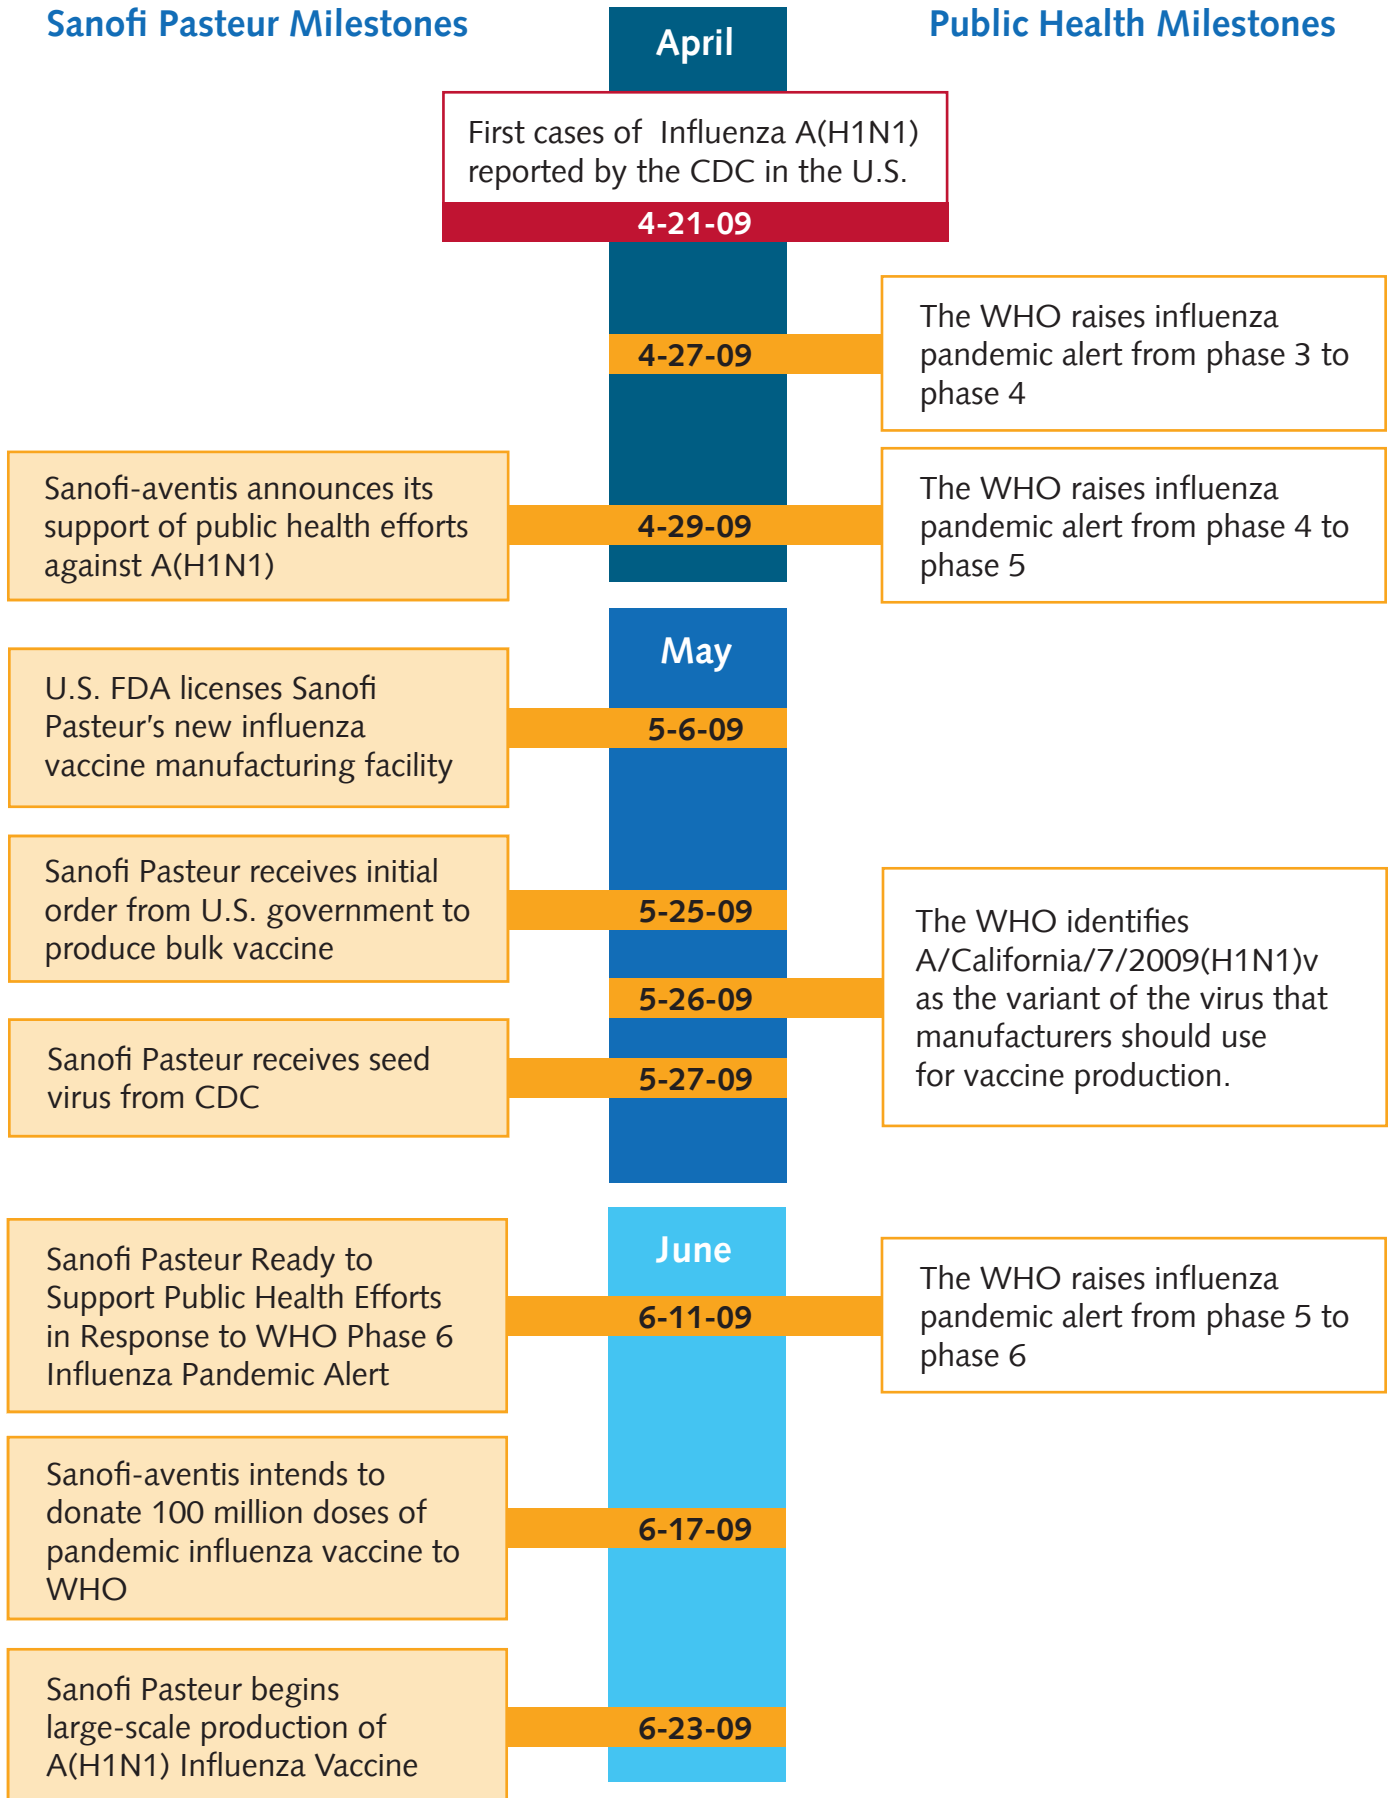 Sanofi Pasteur Milestones
Public Health Milestones
April
First cases of  Influenza A(H1N1)
reported by the CDC in the U.S.
4-21-09
4-27-09
The WHO raises influenza
pandemic alert from phase 3 to
phase 4
Sanofi-aventis announces its
support of public health efforts
against A(H1N1)
4-29-09
The WHO raises influenza
pandemic alert from phase 4 to
phase 5
May
U.S. FDA licenses Sanofi
Pasteur's new influenza
vaccine manufacturing facility
5-6-09
Sanofi Pasteur receives initial
order from U.S. government to
produce bulk vaccine
5-25-09
5-26-09
The WHO identifies
A/California/7/2009(H1N1)v
as the variant of the virus that
manufacturers should use
for vaccine production.
Sanofi Pasteur receives seed
virus from CDC
5-27-09
June
Sanofi Pasteur Ready to
Support Public Health Efforts
in Response to WHO Phase 6
Influenza Pandemic Alert
6-11-09
The WHO raises influenza
pandemic alert from phase 5 to
phase 6
Sanofi-aventis intends to
donate 100 million doses of
pandemic influenza vaccine to
WHO
6-17-09
Sanofi Pasteur begins
large-scale production of
A(H1N1) Influenza Vaccine
6-23-09